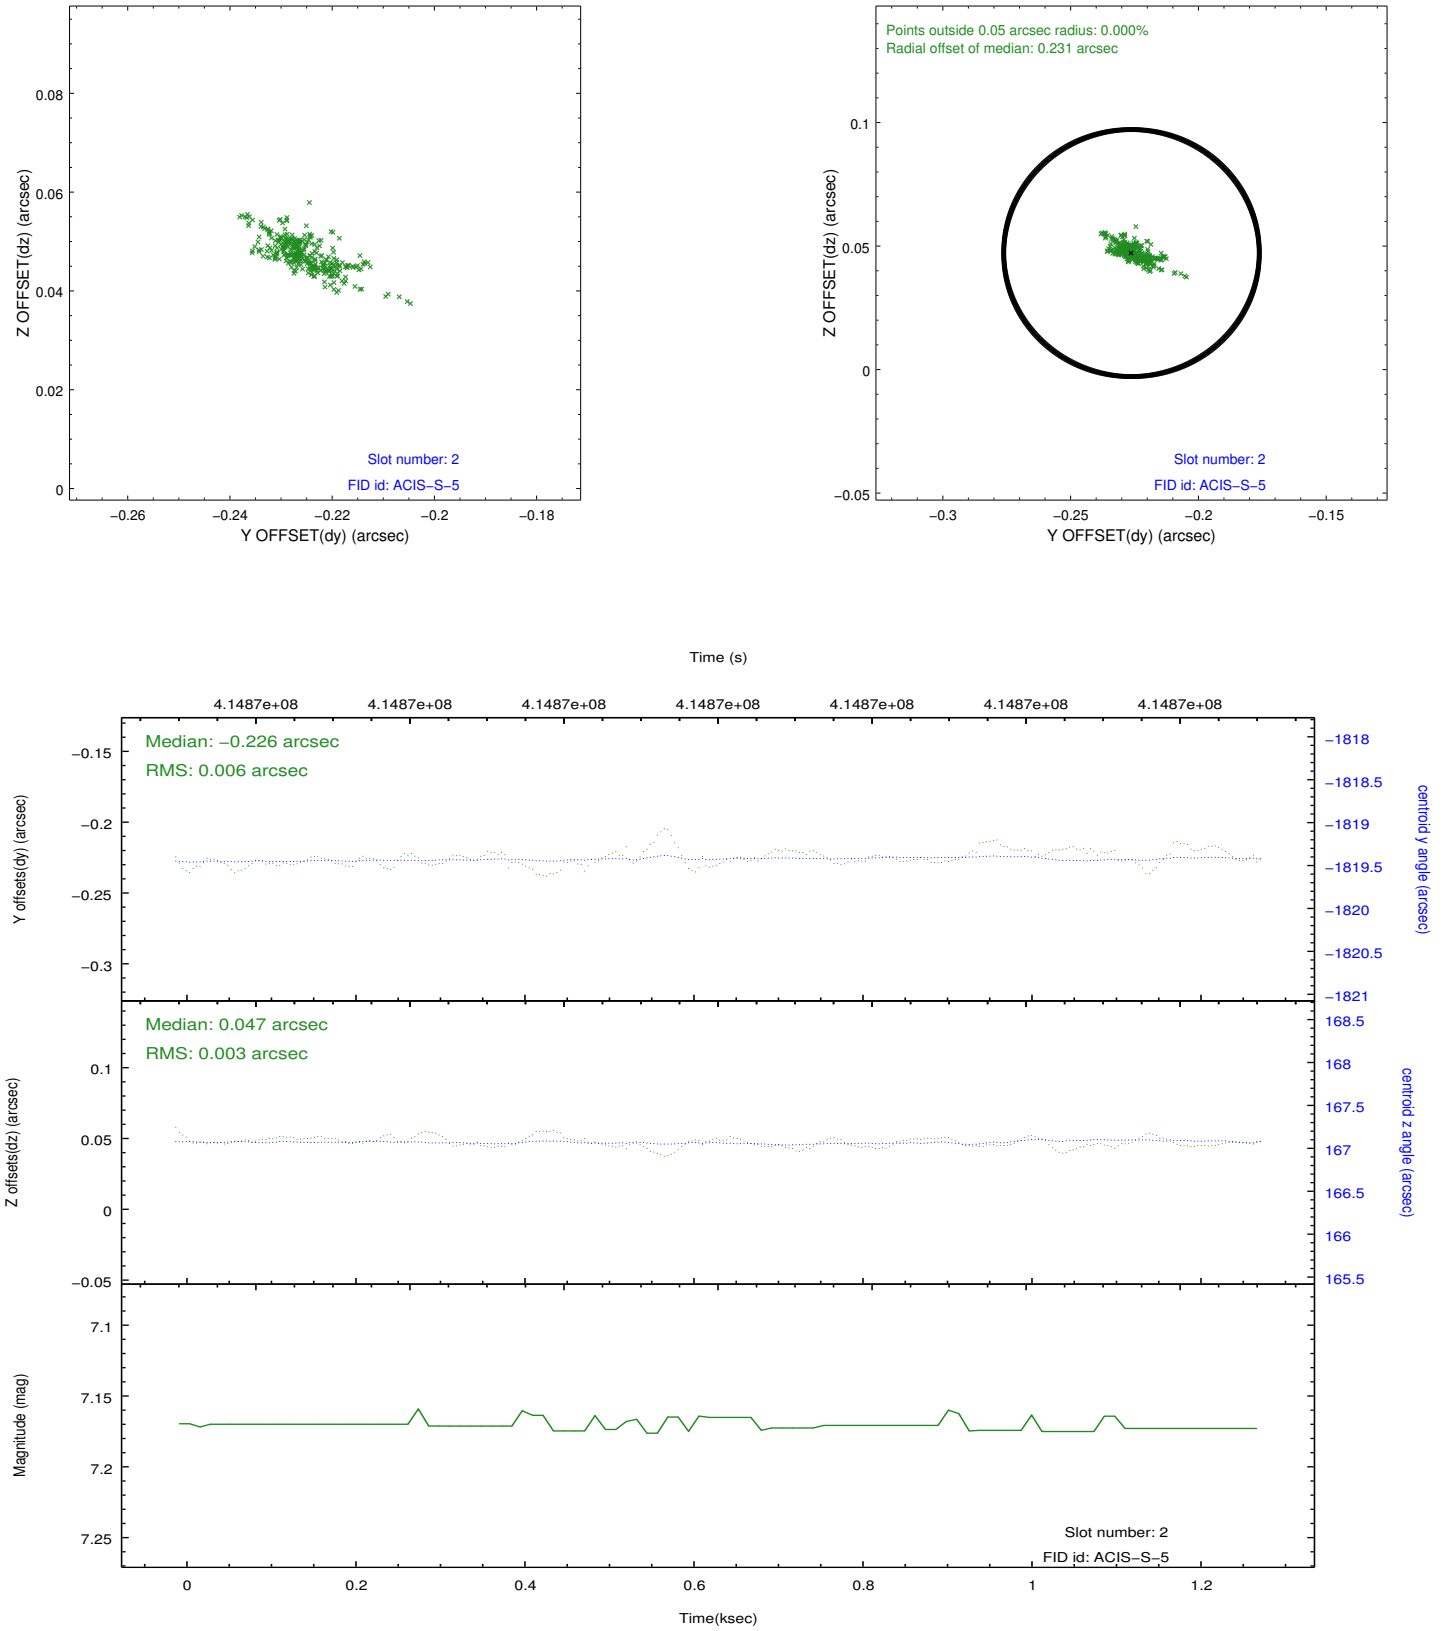 0.08
0.06
0.04
0.02
0
Z OFFSET(dz) (arcsec)
Slot number: 2
FID id: ACIS−S−5
−0.26 −0.24 −0.22 −0.2 −0.18
Y OFFSET(dy) (arcsec)
Points outside 0.05 arcsec radius: 0.000%
Radial offset of median: 0.231 arcsec
0.1
0.05
0
−0.05
Z OFFSET(dz) (arcsec)
Slot number: 2
FID id: ACIS−S−5
−0.3 −0.25 −0.2 −0.15
Y OFFSET(dy) (arcsec)
Time (s)
4.1487e+08 4.1487e+08 4.1487e+08 4.1487e+08 4.1487e+08 4.1487e+08 4.1487e+08
Median: −0.226 arcsec
RMS: 0.006 arcsec
−0.15
−0.2
−0.25
−0.3
Y offsets(dy) (arcsec)
−1818
−1818.5
−1819
−1819.5
−1820
−1820.5
−1821
centroid y angle (arcsec)
Median: 0.047 arcsec
RMS: 0.003 arcsec
0.1
0.05
0
−0.05
Z offsets(dz) (arcsec)
168.5
168
167.5
167
166.5
166
165.5
centroid z angle (arcsec)
7.1
7.15
7.2
7.25
Magnitude (mag)
Slot number: 2
FID id: ACIS−S−5
0 0.2 0.4 0.6 0.8 1 1.2
Time(ksec)